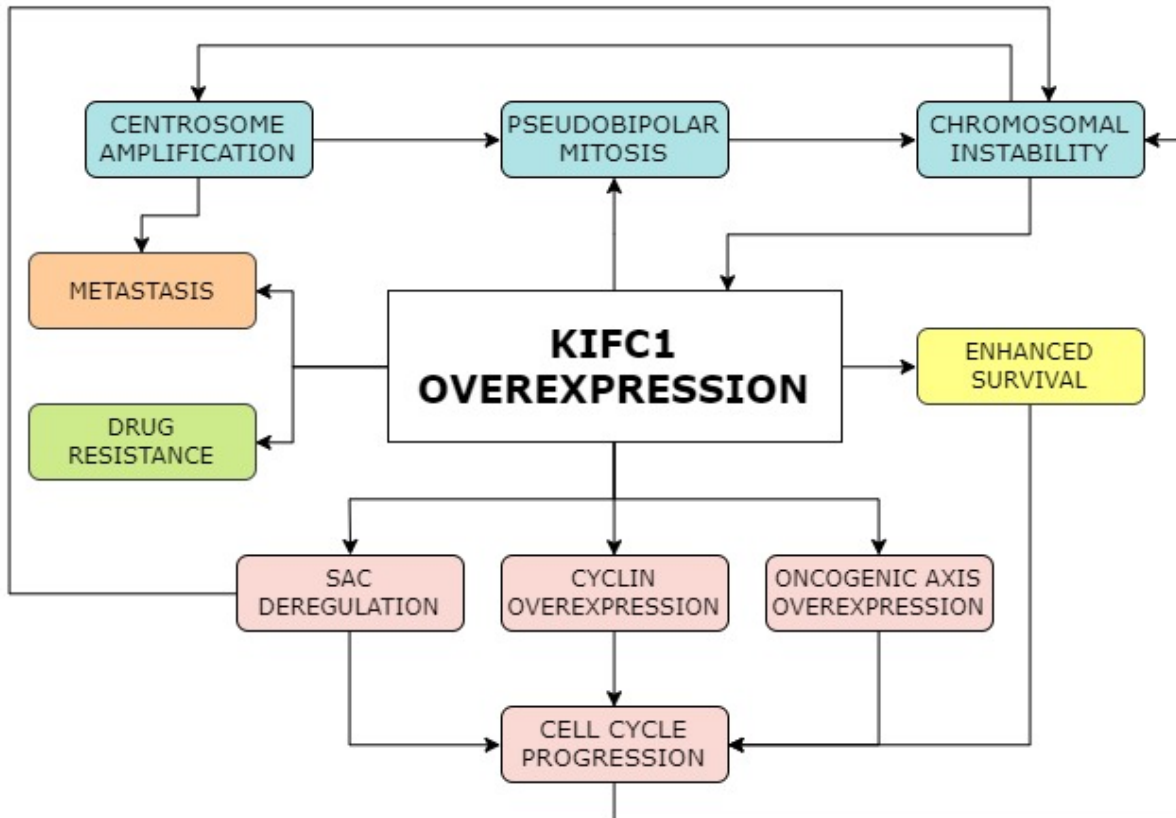 CENTROSOME
AMPLIFICATION
PSEUDOBIPOLAR
MITOSIS
CHROMOSOMAL
INSTABILITY
METASTASIS
KIFC1
OVEREXPRESSION
ENHANCED
SURVIVAL
DRUG
RESISTANCE
SAC
DEREGULATION
CYCLIN
OVEREXPRESSION
ONCOGENIC AXIS
OVEREXPRESSION
CELL CYCLE
PROGRESSION